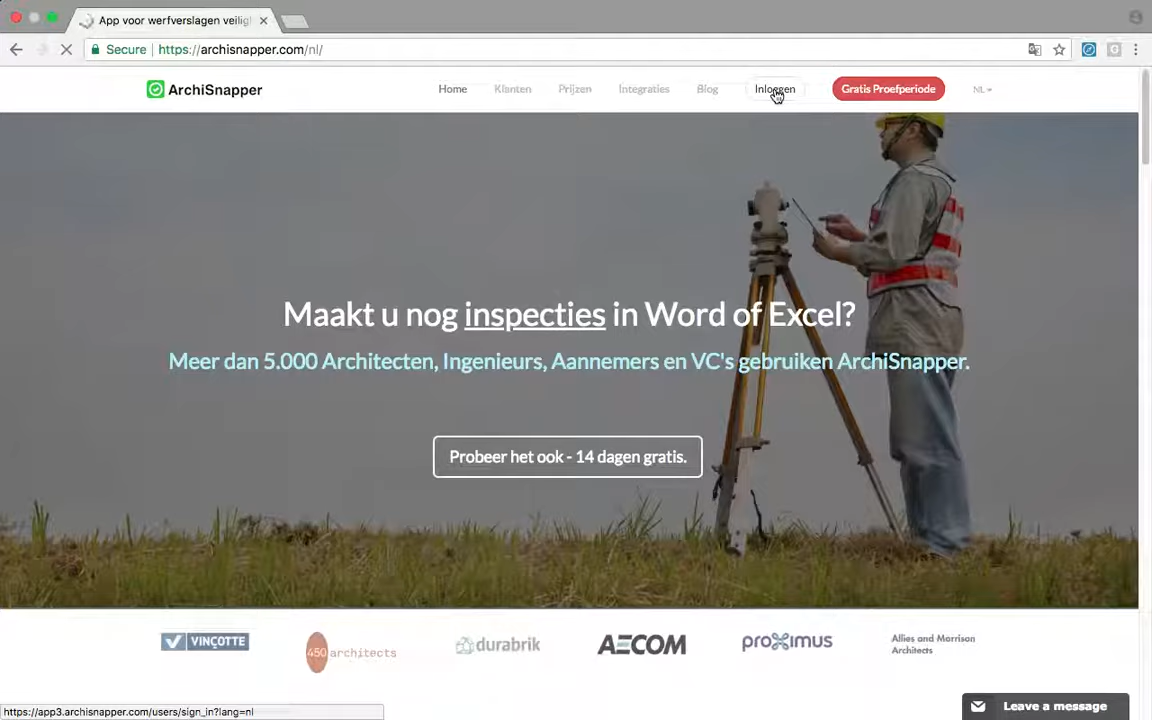 App voor werfverslagen veilig
Secure https://archisnapper.com/nl/
ArchiSnapper
Home Klanten Prijzen Integraties Blog Inloggen Gratis Proefperiode NL
Maakt u nog inspecties in Word of Excel?
Meer dan 5.000 Architecten, Ingenieurs, Aannemers en VC's gebruiken ArchiSnapper.
Probeer het ook - 14 dagen gratis.
VINÇOTTE
450 architects
durabrik
AECOM
proximus
Allies and Morrison
Architects
https://app3.archisnapper.com/users/sign_in?lang=nl
Leave a message